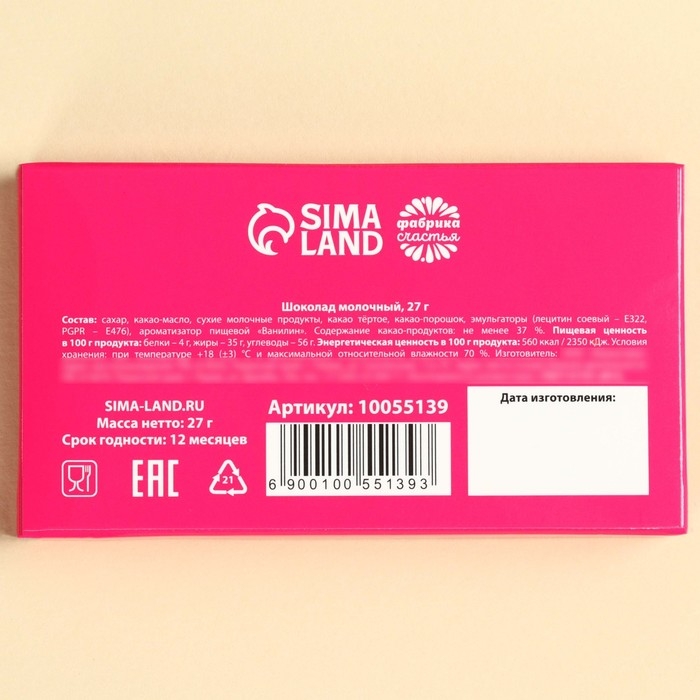 SIMA
LAND
фабрика
счастья
Шоколад молочный, 27 г
Состав: сахар, какао-масло, сухие молочные продукты, какао тёртое, какао-порошок, эмульгаторы (лецитин соевый – Е322,
PGPR – Е476), ароматизатор пищевой «Ванилин». Содержание какао-продуктов: не менее 37 %. Пищевая ценность
в 100 г продукта: белки – 4 г, жиры – 35 г, углеводы – 56 г. Энергетическая ценность в 100 г продукта: 560 ккал / 2350 кДж. Условия
хранения: при температуре +18 (±3) °С и максимальной относительной влажности 70 %. Изготовитель:
SIMA-LAND.RU
Масса нетто: 27 г
Срок годности: 12 месяцев
EAC
21
Артикул: 10055139
6 900100 551393
Дата изготовления: